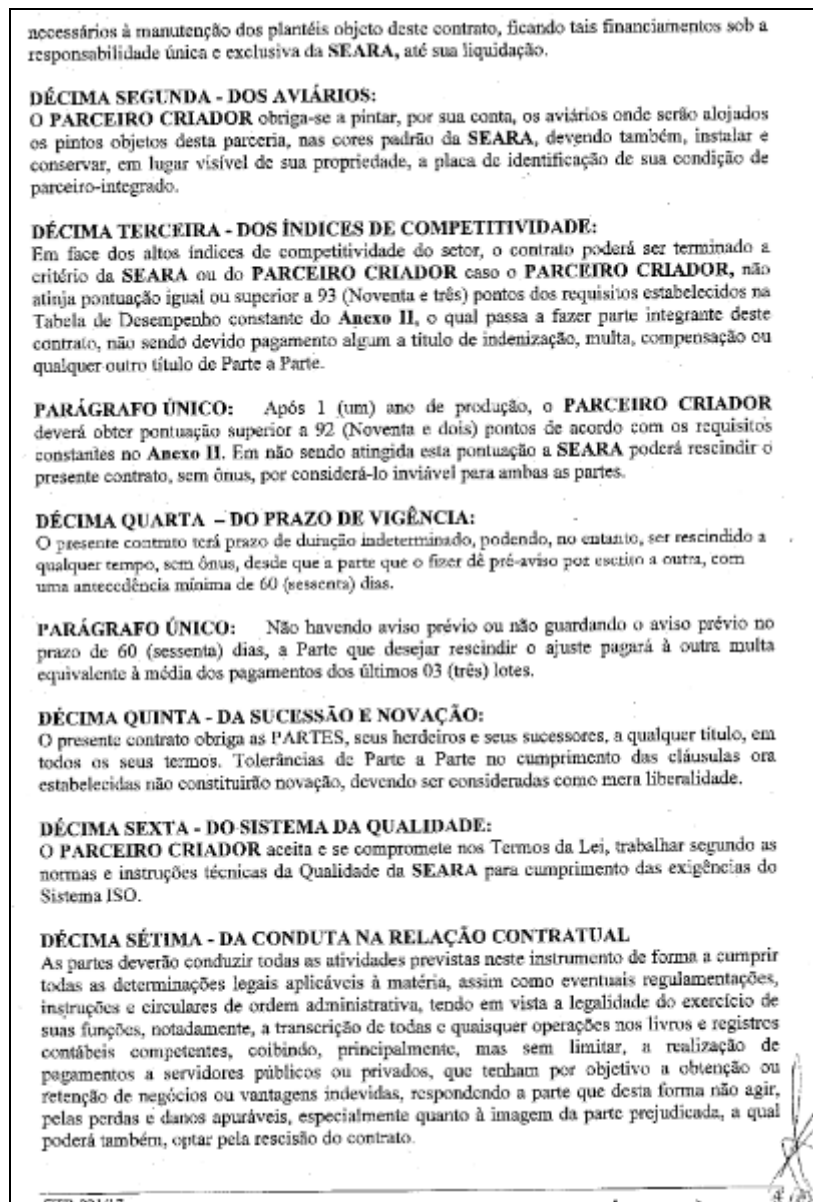 necessários à manutenção dos plantéis objeto deste contrato, ficando tais financiamentos sob a
responsabilidade única e exclusiva da SEARA, até sua liquidação.
DÉCIMA SEGUNDA - DOS AVIÁRIOS:
O PARCEIRO CRIADOR obriga-se a pintar, por sua conta, os aviários onde serão alojados
os pintos objetos desta parceria, nas cores padrão da SEARA, devendo também, instalar e
conservar, em lugar visível de sua propriedade, a placa de identificação de sua condição de
parceiro-integrado.
DÉCIMA TERCEIRA - DOS ÍNDICES DE COMPETITIVIDADE:
Em face dos altos índices de competitividade do setor, o contrato poderá ser terminado a
critério da SEARA ou do PARCEIRO CRIADOR caso o PARCEIRO CRIADOR, não
atinja pontuação igual ou superior a 93 (Noventa e três) pontos dos requisitos estabelecidos na
Tabela de Desempenho constante do Anexo II, o qual passa a fazer parte integrante deste
contrato, não sendo devido pagamento algum a título de indenização, multa, compensação ou
qualquer outro título de Parte a Parte.
PARÁGRAFO ÚNICO: Após 1 (um) ano de produção, o PARCEIRO CRIADOR
deverá obter pontuação superior a 92 (Noventa e dois) pontos de acordo com os requisitos
constantes no Anexo II. Em não sendo atingida esta pontuação a SEARA poderá rescindir o
presente contrato, sem ônus, por considerá-lo inviável para ambas as partes.
DÉCIMA QUARTA – DO PRAZO DE VIGÊNCIA:
O presente contrato terá prazo de duração indeterminado, podendo, no entanto, ser rescindido a
qualquer tempo, sem ônus, desde que a parte que o fizer dê pré-aviso por escrito a outra, com
uma antecedência mínima de 60 (sessenta) dias.
PARÁGRAFO ÚNICO: Não havendo aviso prévio ou não guardando o aviso prévio no
prazo de 60 (sessenta) dias, a Parte que desejar rescindir o ajuste pagará à outra multa
equivalente à média dos pagamentos dos últimos 03 (três) lotes.
DÉCIMA QUINTA - DA SUCESSÃO E NOVAÇÃO:
O presente contrato obriga as PARTES, seus herdeiros e seus sucessores, a qualquer título, em
todos os seus termos. Tolerâncias de Parte a Parte no cumprimento das cláusulas ora
estabelecidas não constituirão novação, devendo ser consideradas como mera liberalidade.
DÉCIMA SEXTA - DO SISTEMA DA QUALIDADE:
O PARCEIRO CRIADOR aceita e se compromete nos Termos da Lei, trabalhar segundo as
normas e instruções técnicas da Qualidade da SEARA para cumprimento das exigências do
Sistema ISO.
DÉCIMA SÉTIMA - DA CONDUTA NA RELAÇÃO CONTRATUAL
As partes deverão conduzir todas as atividades previstas neste instrumento de forma a cumprir
todas as determinações legais aplicáveis à matéria, assim como eventuais regulamentações,
instruções e circulares de ordem administrativa, tendo em vista a legalidade do exercício de
suas funções, notadamente, a transcrição de todas e quaisquer operações nos livros e registros
contábeis competentes, coibindo, principalmente, mas sem limitar, a realização de
pagamentos a servidores públicos ou privados, que tenham por objetivo a obtenção ou
retenção de negócios ou vantagens indevidas, respondendo a parte que desta forma não agir,
pelas perdas e danos apuráveis, especialmente quanto à imagem da parte prejudicada, a qual
poderá também, optar pela rescisão do contrato.